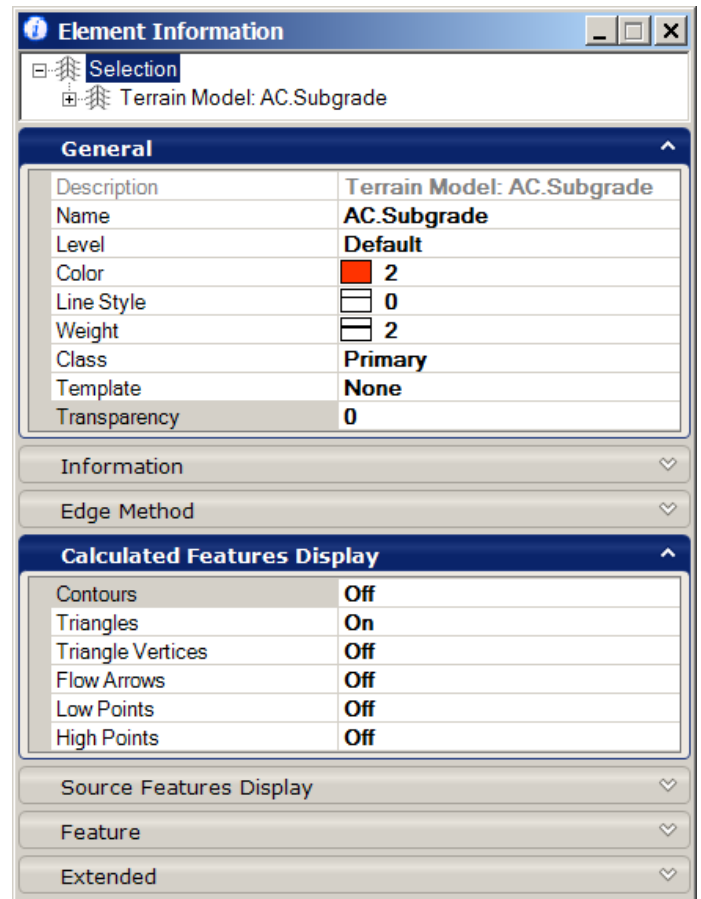 Element Information
Selection
Terrain Model: AC.Subgrade
General
Description Terrain Model: AC.Subgrade
Name AC.Subgrade
Level Default
Color 2
Line Style 0
Weight 2
Class Primary
Template None
Transparency 0
Information
Edge Method
Calculated Features Display
Contours Off
Triangles On
Triangle Vertices Off
Flow Arrows Off
Low Points Off
High Points Off
Source Features Display
Feature
Extended